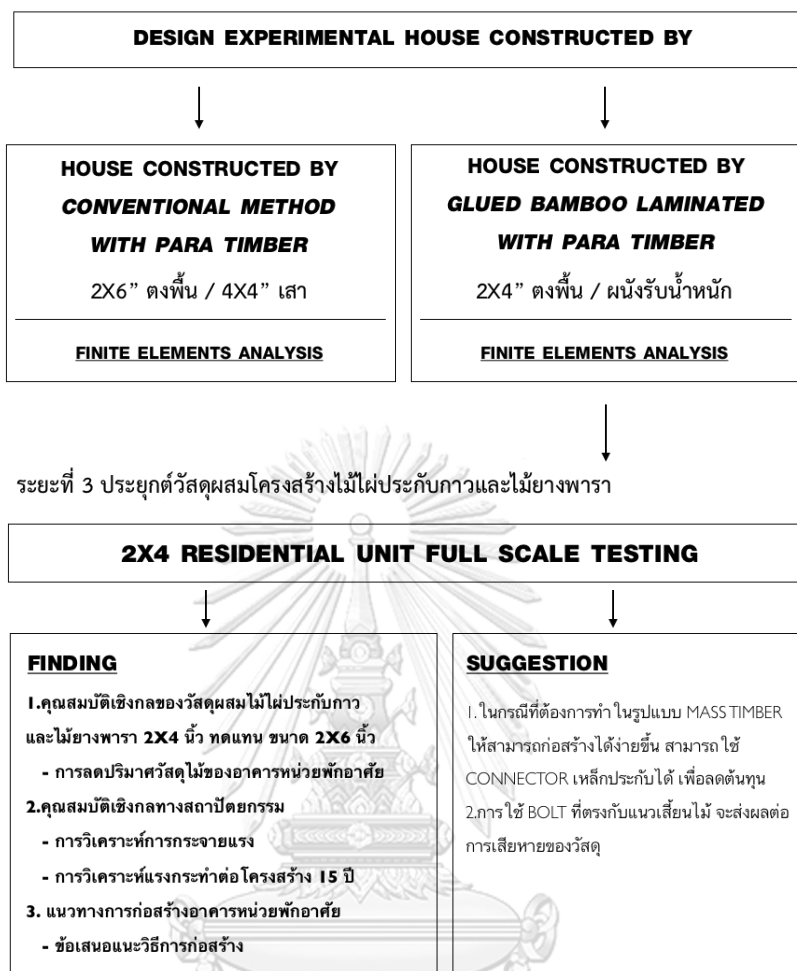 DESIGN EXPERIMENTAL HOUSE CONSTRUCTED BY
HOUSE CONSTRUCTED BY
CONVENTIONAL METHOD
WITH PARA TIMBER
2X6” ตงพื้น / 4X4” เสา
FINITE ELEMENTS ANALYSIS
HOUSE CONSTRUCTED BY
GLUED BAMBOO LAMINATED
WITH PARA TIMBER
2X4” ตงพื้น / ผนังรับน้ำหนัก
FINITE ELEMENTS ANALYSIS
ระยะที่ 3 ประยุกต์วัสดุผสมโครงสร้างไม้ไผ่ประกับกาวและไม้ยางพารา
2X4 RESIDENTIAL UNIT FULL SCALE TESTING
FINDING
1.คุณสมบัติเชิงกลของวัสดุผสมไม้ไผ่ประกับกาว
และไม้ยางพารา 2X4 นิ้ว ทดแทน ขนาด 2X6 นิ้ว
- การลดปริมาศวัสดุไม้ของอาคารหน่วยพักอาศัย
2.คุณสมบัติเชิงกลทางสถาปัตยกรรม
- การวิเคราะห์การกระจายแรง
- การวิเคราะห์แรงกระทำต่อโครงสร้าง 15 ปี
3. แนวทางการก่อสร้างอาคารหน่วยพักอาศัย
- ข้อเสนอแนะวิธีการก่อสร้าง
SUGGESTION
1. ในกรณีที่ต้องการทำ ในรูปแบบ MASS TIMBER
ให้สามารถก่อสร้างได้ง่ายขึ้น สามารถใช้
CONNECTOR เหล็กประกับได้ เพื่อลดต้นทุน
2.การใช้ BOLT ที่ตรงกับแนวเสี้ยนไม้ จะส่งผลต่อ
การเสียหายของวัสดุ